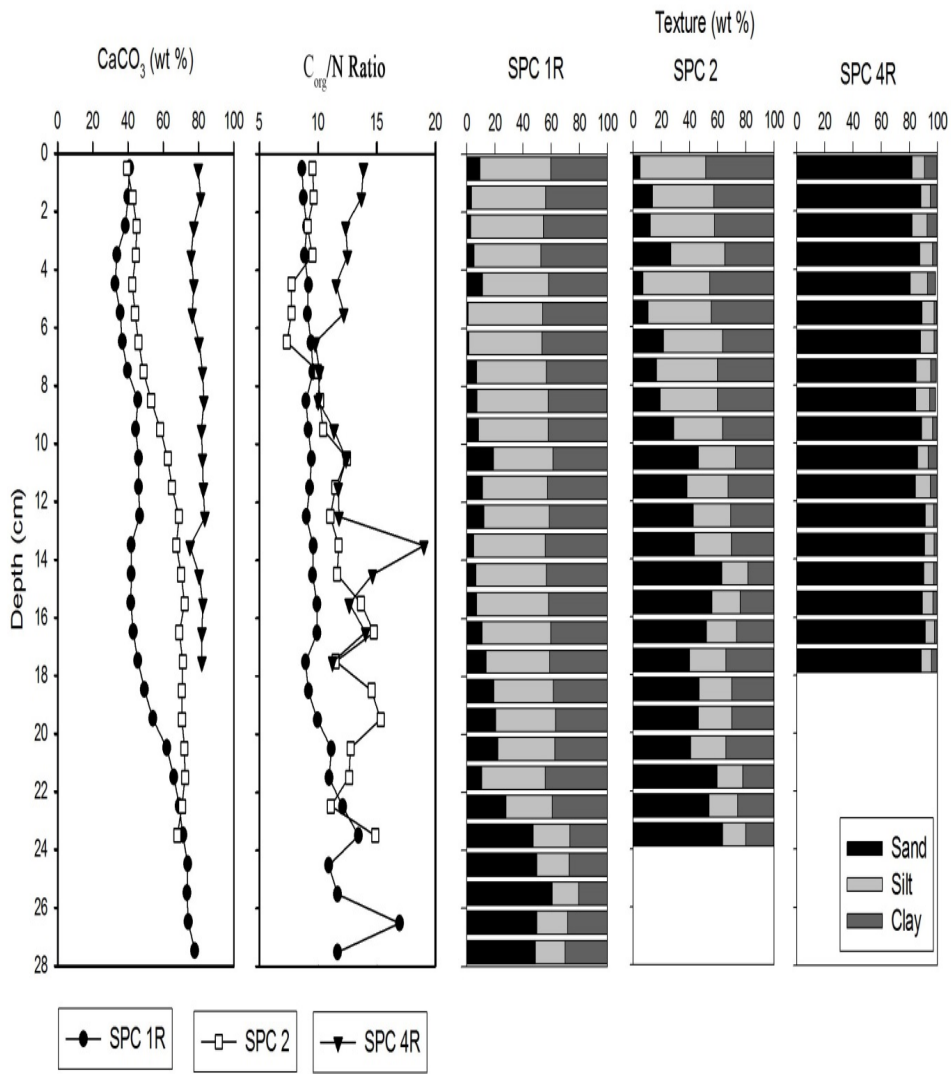 Texture (wt %)
CaCO3 (wt %) Corg/N Ratio SPC 1R SPC 2 SPC 4R
0 20 40 60 80 100 5 10 15 20 0 20 40 60 80 100 0 20 40 60 80 100 0 20 40 60 80 100
0
2
4
6
8
10
12
14
16
18
20
22
24
26
28
Depth (cm)
Sand
Silt
Clay
SPC 1R SPC 2 SPC 4R